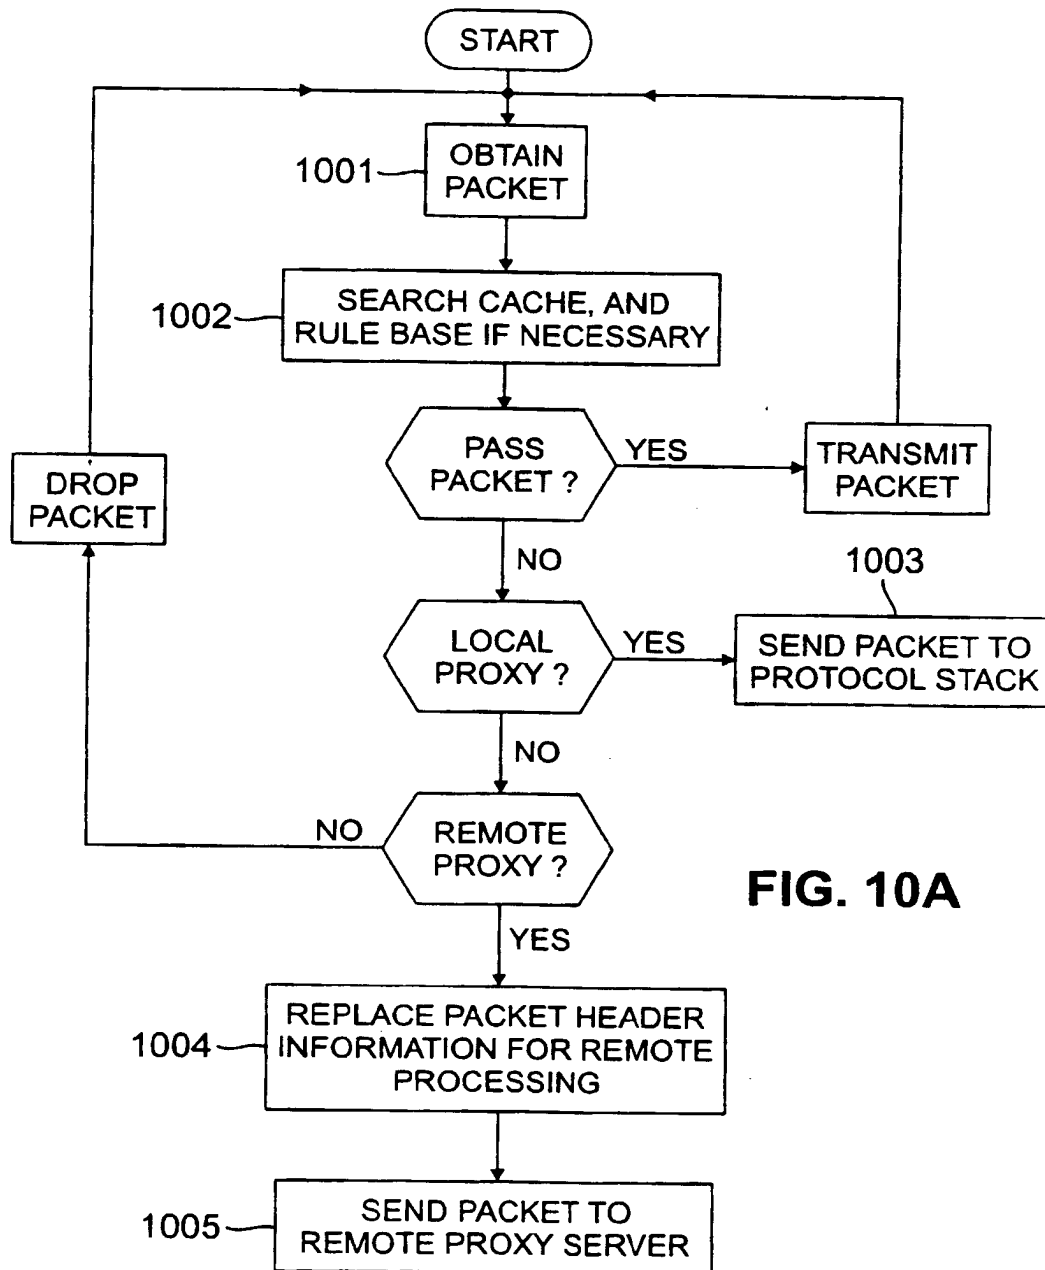 START
1001
OBTAIN
PACKET
1002
SEARCH CACHE, AND
RULE BASE IF NECESSARY
PASS
PACKET ?
YES
TRANSMIT
PACKET
DROP
PACKET
NO
1003
LOCAL
PROXY ?
YES
SEND PACKET TO
PROTOCOL STACK
NO
REMOTE
PROXY ?
NO
FIG. 10A
YES
1004
REPLACE PACKET HEADER
INFORMATION FOR REMOTE
PROCESSING
1005
SEND PACKET TO
REMOTE PROXY SERVER